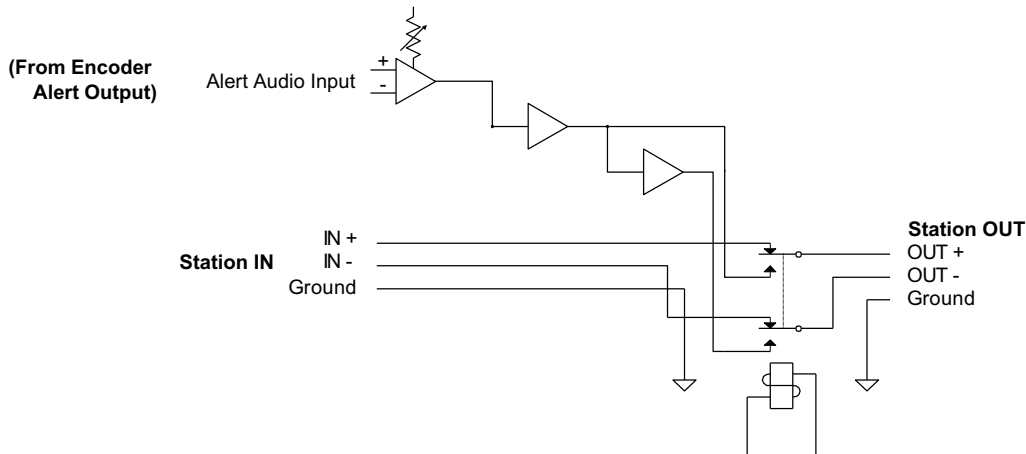 (From Encoder
Alert Output)
Alert Audio Input
+
-
Station IN
IN +
IN -
Ground
Station OUT
OUT +
OUT -
Ground